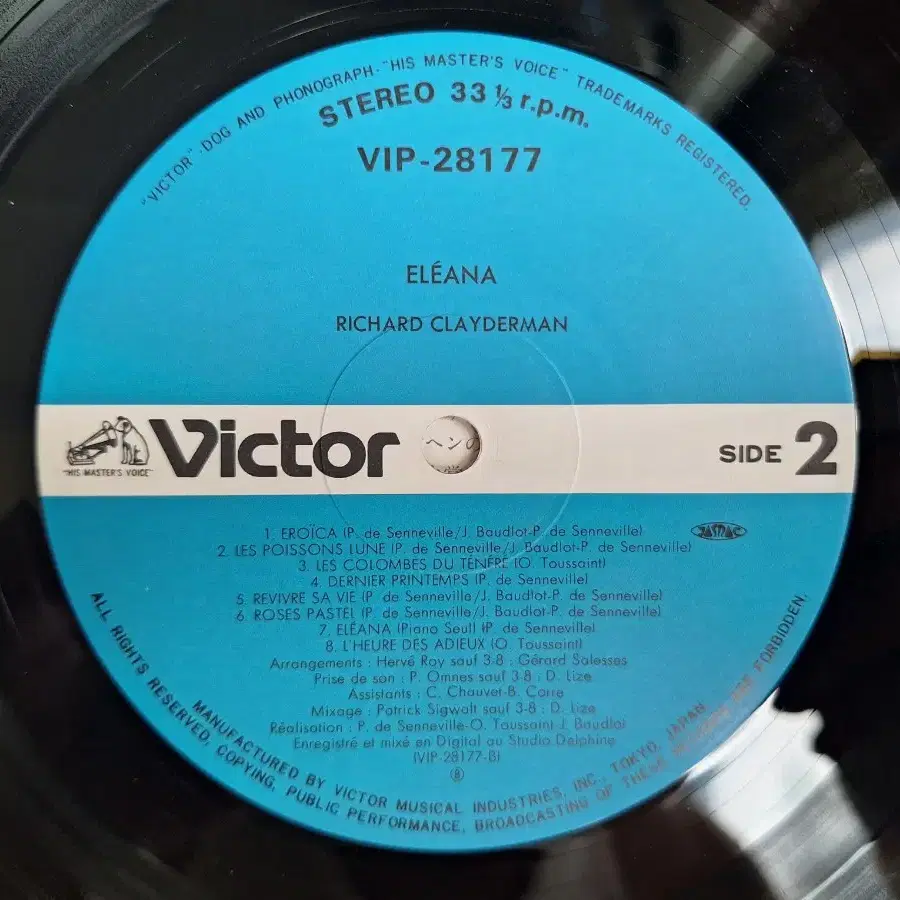 "VICTOR"·DOG AND PHONOGRAPH·"HIS MASTER'S VOICE" TRADEMARKS REGISTERED.
STEREO 33 ⅓ r.p.m.
VIP-28177
ELÉANA
RICHARD CLAYDERMAN
"HIS MASTER'S VOICE"
Victor
ヘンの
SIDE 2
1. EROÏCA (P. de Senneville/J. Baudlot-P. de Senneville)
JASRAC
2. LES POISSONS LUNE (P. de Senneville/J. Baudlot-P. de Senneville)
3. LES COLOMBES DU TÉNÉRÉ (O. Toussaint)
4. DERNIER PRINTEMPS (P. de Senneville)
5. REVIVRE SA VIE (P. de Senneville/J. Baudlot-P. de Senneville)
6. ROSES PASTEL (P. de Senneville/J. Baudlot-P. de Senneville)
7. ELÉANA (Piano Seul) (P. de Senneville)
8. L'HEURE DES ADIEUX (O. Toussaint)
Arrangements : Hervé Roy sauf 3-8 : Gérard Salesses
Prise de son : P. Omnes sauf 3-8 : D. Lize
Assistants : C. Chauvet-B. Corre
Mixage : Patrick Sigwalt sauf 3-8 : D. Lize
Réalisation : P. de Senneville-O. Toussaint-J. Baudlot
Enregistré et mixé en Digital au Studio Delphine
(VIP-28177-B)
Ⓡ
MANUFACTURED BY VICTOR MUSICAL INDUSTRIES, INC., TOKYO, JAPAN
ALL RIGHTS RESERVED, COPYING, PUBLIC PERFORMANCE, BROADCASTING OF THESE RECORDS ARE FORBIDDEN.